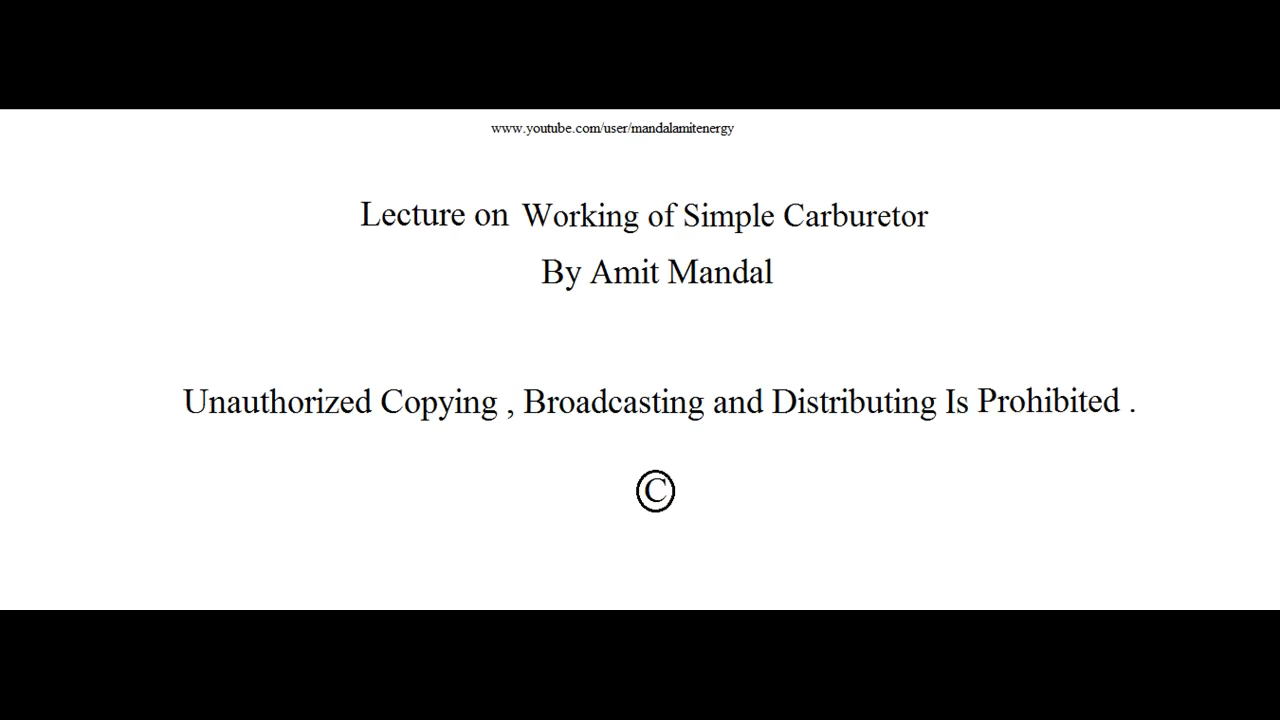 www.youtube.com/user/mandalamitenergy
Lecture on Working of Simple Carburetor
By Amit Mandal
Unauthorized Copying , Broadcasting and Distributing Is Prohibited .
©